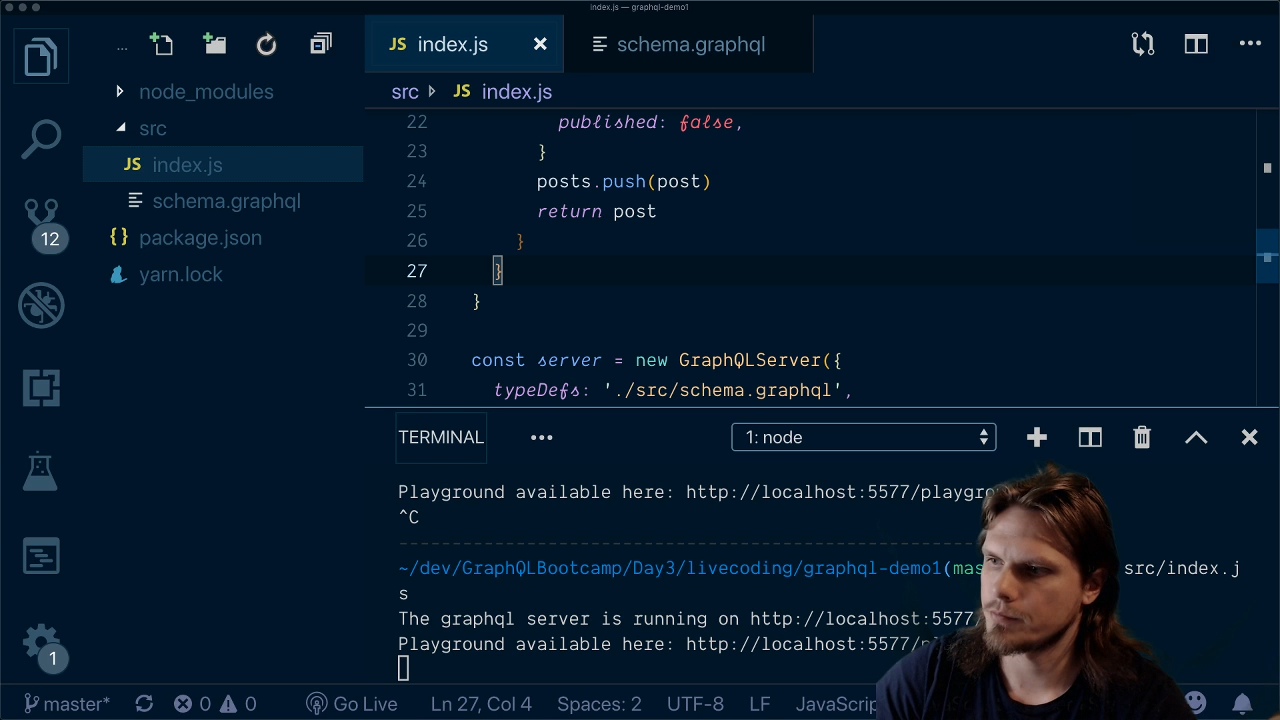 index.js — graphql-demo1
...
JS index.js
schema.graphql
node_modules
src
JS index.js
schema.graphql
{} package.json
yarn.lock
12
1
src JS index.js
22 published: false,
23 }
24 posts.push(post)
25 return post
26 }
27 }
28 }
29
30 const server = new GraphQLServer({
31 typeDefs: './src/schema.graphql',
TERMINAL
1: node
Playground available here: http://localhost:5577/playgro
^C
~/dev/GraphQLBootcamp/Day3/livecoding/graphql-demo1(mas src/index.j
s
The graphql server is running on http://localhost:5577
Playground available here: http://localhost:5577/pl
master* 0 0 Go Live Ln 27, Col 4 Spaces: 2 UTF-8 LF JavaScrip